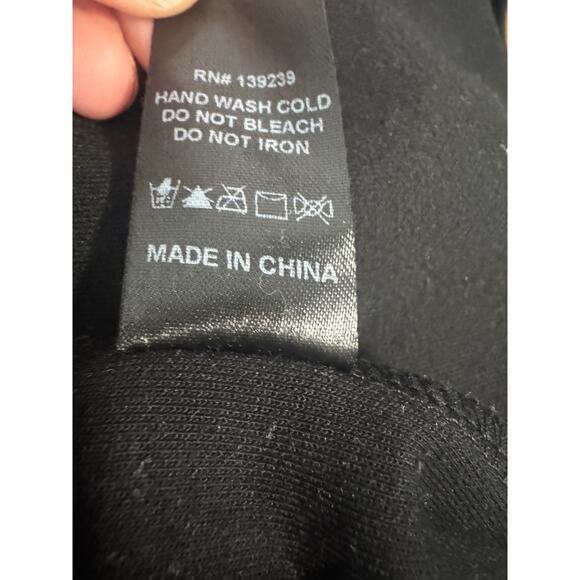 RN# 139239
HAND WASH COLD
DO NOT BLEACH
DO NOT IRON
MADE IN CHINA